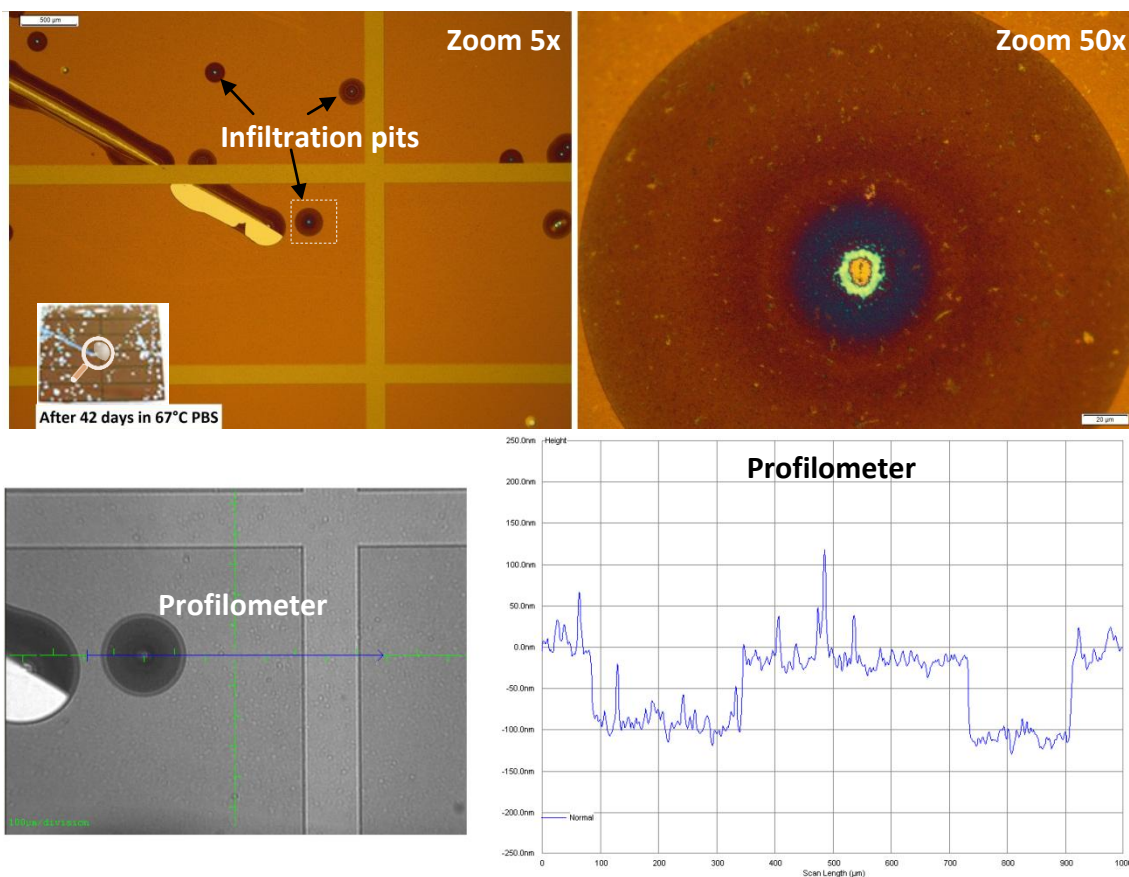 500 µm
Zoom 5x
Infiltration pits
After 42 days in 67°C PBS
Zoom 50x
20 µm
Profilometer
100µm/division
Profilometer
Height
250.0nm
200.0nm
150.0nm
100.0nm
50.0nm
0.0nm
-50.0nm
-100.0nm
-150.0nm
-200.0nm
-250.0nm
Normal
0 100 200 300 400 500 600 700 800 900 1000
Scan Length (µm)